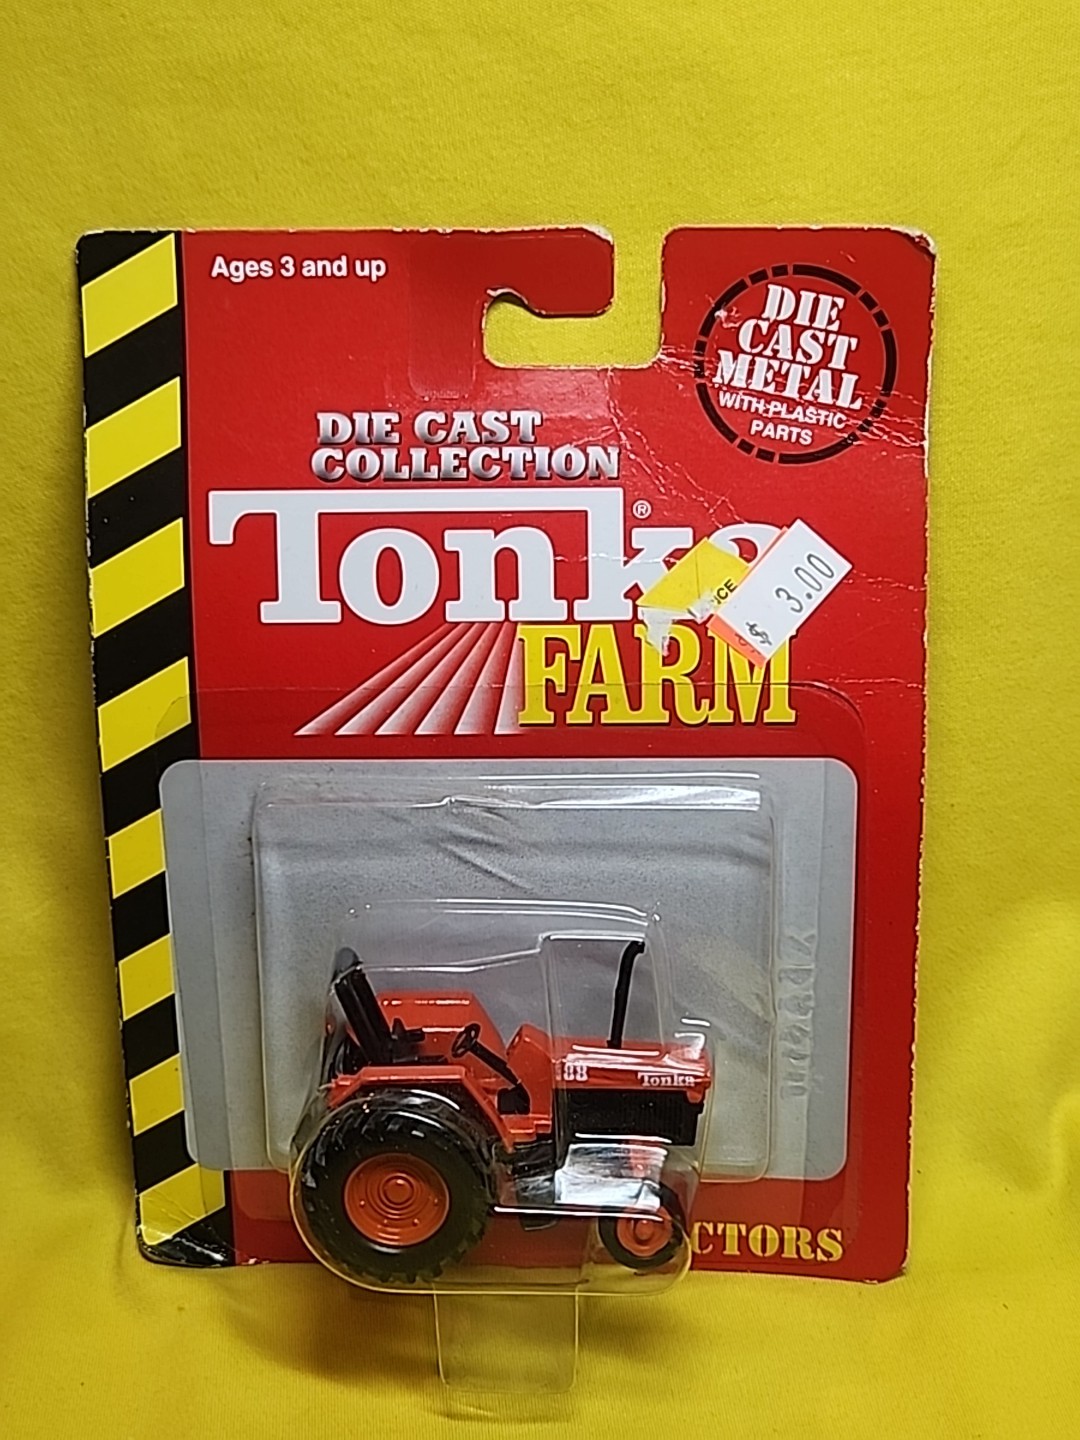 Ages 3 and up
DIE
CAST
METAL
WITH PLASTIC
PARTS
DIE CAST
COLLECTION
Tonka®
FARM
$ 3.00
88
Tonka
CTORS